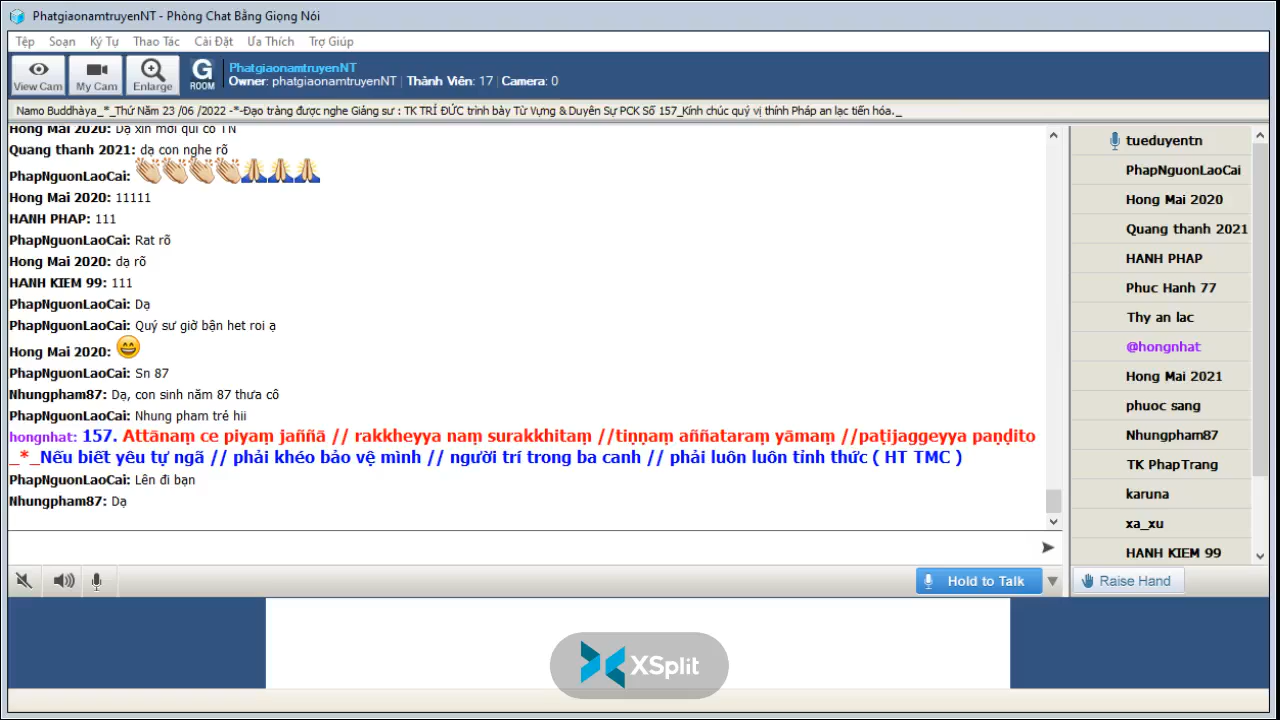 PhatgiaonamtruyenNT - Phòng Chat Bằng Giọng Nói
Tệp Soạn Ký Tự Thao Tác Cài Đặt Ưa Thích Trợ Giúp
View Cam My Cam Enlarge G ROOM
PhatgiaonamtruyenNT
Owner: phatgiaonamtruyenNT | Thành Viên: 17 | Camera: 0
Namo Buddhàya_*_Thứ Năm 23 /06 /2022 -*-Đạo tràng được nghe Giảng sư : TK TRÍ ĐỨC trình bày Từ Vựng & Duyên Sự PCK Số 157_Kính chúc quý vị thính Pháp an lạc tiến hóa._
Hong Mai 2020: Dạ xin mời quí cô TN
Quang thanh 2021: dạ con nghe rõ
PhapNguonLaoCai: 👏👏👏👏🙏🙏🙏
Hong Mai 2020: 11111
HANH PHAP: 111
PhapNguonLaoCai: Rat rõ
Hong Mai 2020: dạ rõ
HANH KIEM 99: 111
PhapNguonLaoCai: Dạ
PhapNguonLaoCai: Quý sư giờ bận het roi ạ
Hong Mai 2020: 😄
PhapNguonLaoCai: Sn 87
Nhungpham87: Dạ, con sinh năm 87 thưa cô
PhapNguonLaoCai: Nhung pham trẻ hii
hongnhat: 157. Attānaṃ ce piyaṃ jaññā // rakkheyya naṃ surakkhitaṃ //tiṇṇaṃ aññataraṃ yāmaṃ //paṭijaggeyya paṇḍito
_*_Nếu biết yêu tự ngã // phải khéo bảo vệ mình // người trí trong ba canh // phải luôn luôn tỉnh thức ( HT TMC )
PhapNguonLaoCai: Lên đi bạn
Nhungpham87: Dạ
tueduyentn
PhapNguonLaoCai
Hong Mai 2020
Quang thanh 2021
HANH PHAP
Phuc Hanh 77
Thy an lac
@hongnhat
Hong Mai 2021
phuoc sang
Nhungpham87
TK PhapTrang
karuna
xa_xu
HANH KIEM 99
Hold to Talk
Raise Hand
XSplit